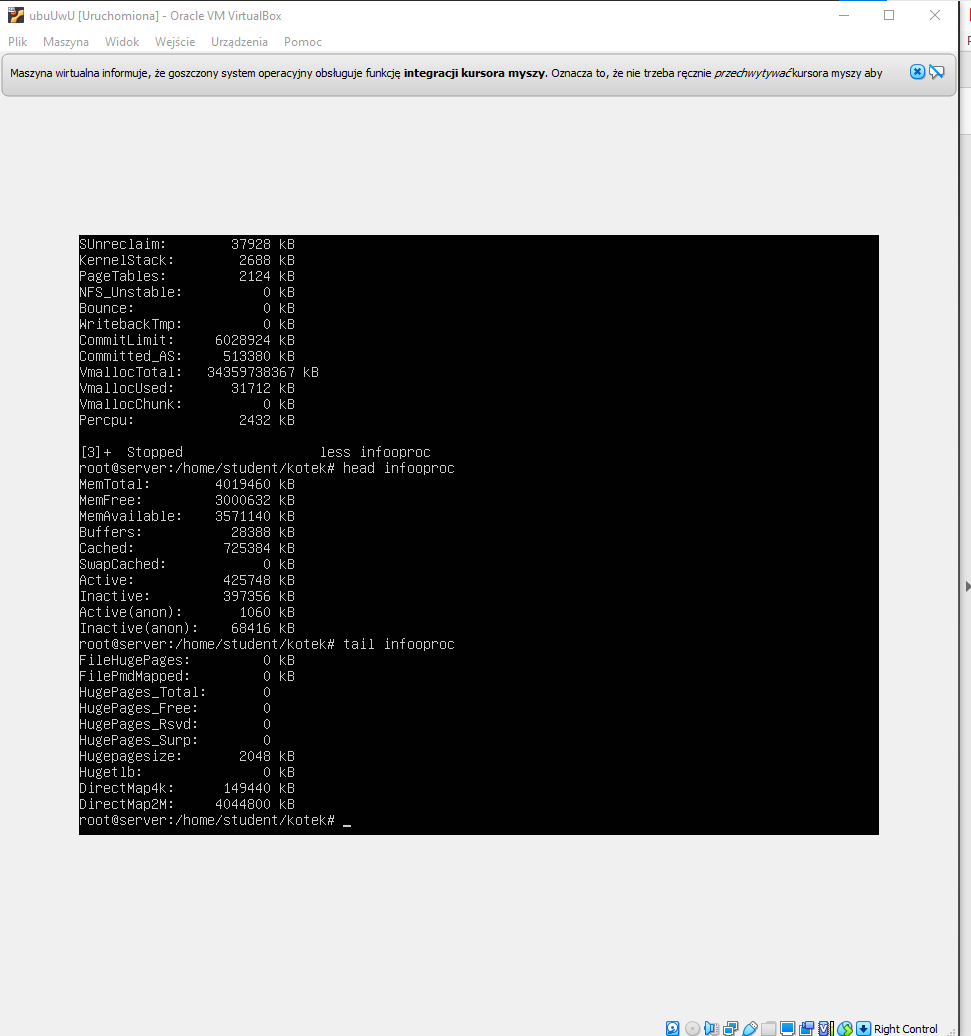 ubuUwU [Uruchomiona] - Oracle VM VirtualBox
Plik Maszyna Widok Wejście Urządzenia Pomoc
Maszyna wirtualna informuje, że goszczony system operacyjny obsługuje funkcję integracji kursora myszy. Oznacza to, że nie trzeba ręcznie przechwytywać kursora myszy aby
SUnreclaim: 37928 kB
KernelStack: 2688 kB
PageTables: 2124 kB
NFS_Unstable: 0 kB
Bounce: 0 kB
WritebackTmp: 0 kB
CommitLimit: 6028924 kB
Committed_AS: 513380 kB
VmallocTotal: 34359738367 kB
VmallocUsed: 31712 kB
VmallocChunk: 0 kB
Percpu: 2432 kB
[3]+ Stopped less infooproc
root@server:/home/student/kotek# head infooproc
MemTotal: 4019460 kB
MemFree: 3000632 kB
MemAvailable: 3571140 kB
Buffers: 28388 kB
Cached: 725384 kB
SwapCached: 0 kB
Active: 425748 kB
Inactive: 397356 kB
Active(anon): 1060 kB
Inactive(anon): 68416 kB
root@server:/home/student/kotek# tail infooproc
FileHugePages: 0 kB
FilePmdMapped: 0 kB
HugePages_Total: 0
HugePages_Free: 0
HugePages_Rsvd: 0
HugePages_Surp: 0
Hugepagesize: 2048 kB
Hugetlb: 0 kB
DirectMap4k: 149440 kB
DirectMap2M: 4044800 kB
root@server:/home/student/kotek# _
Right Control